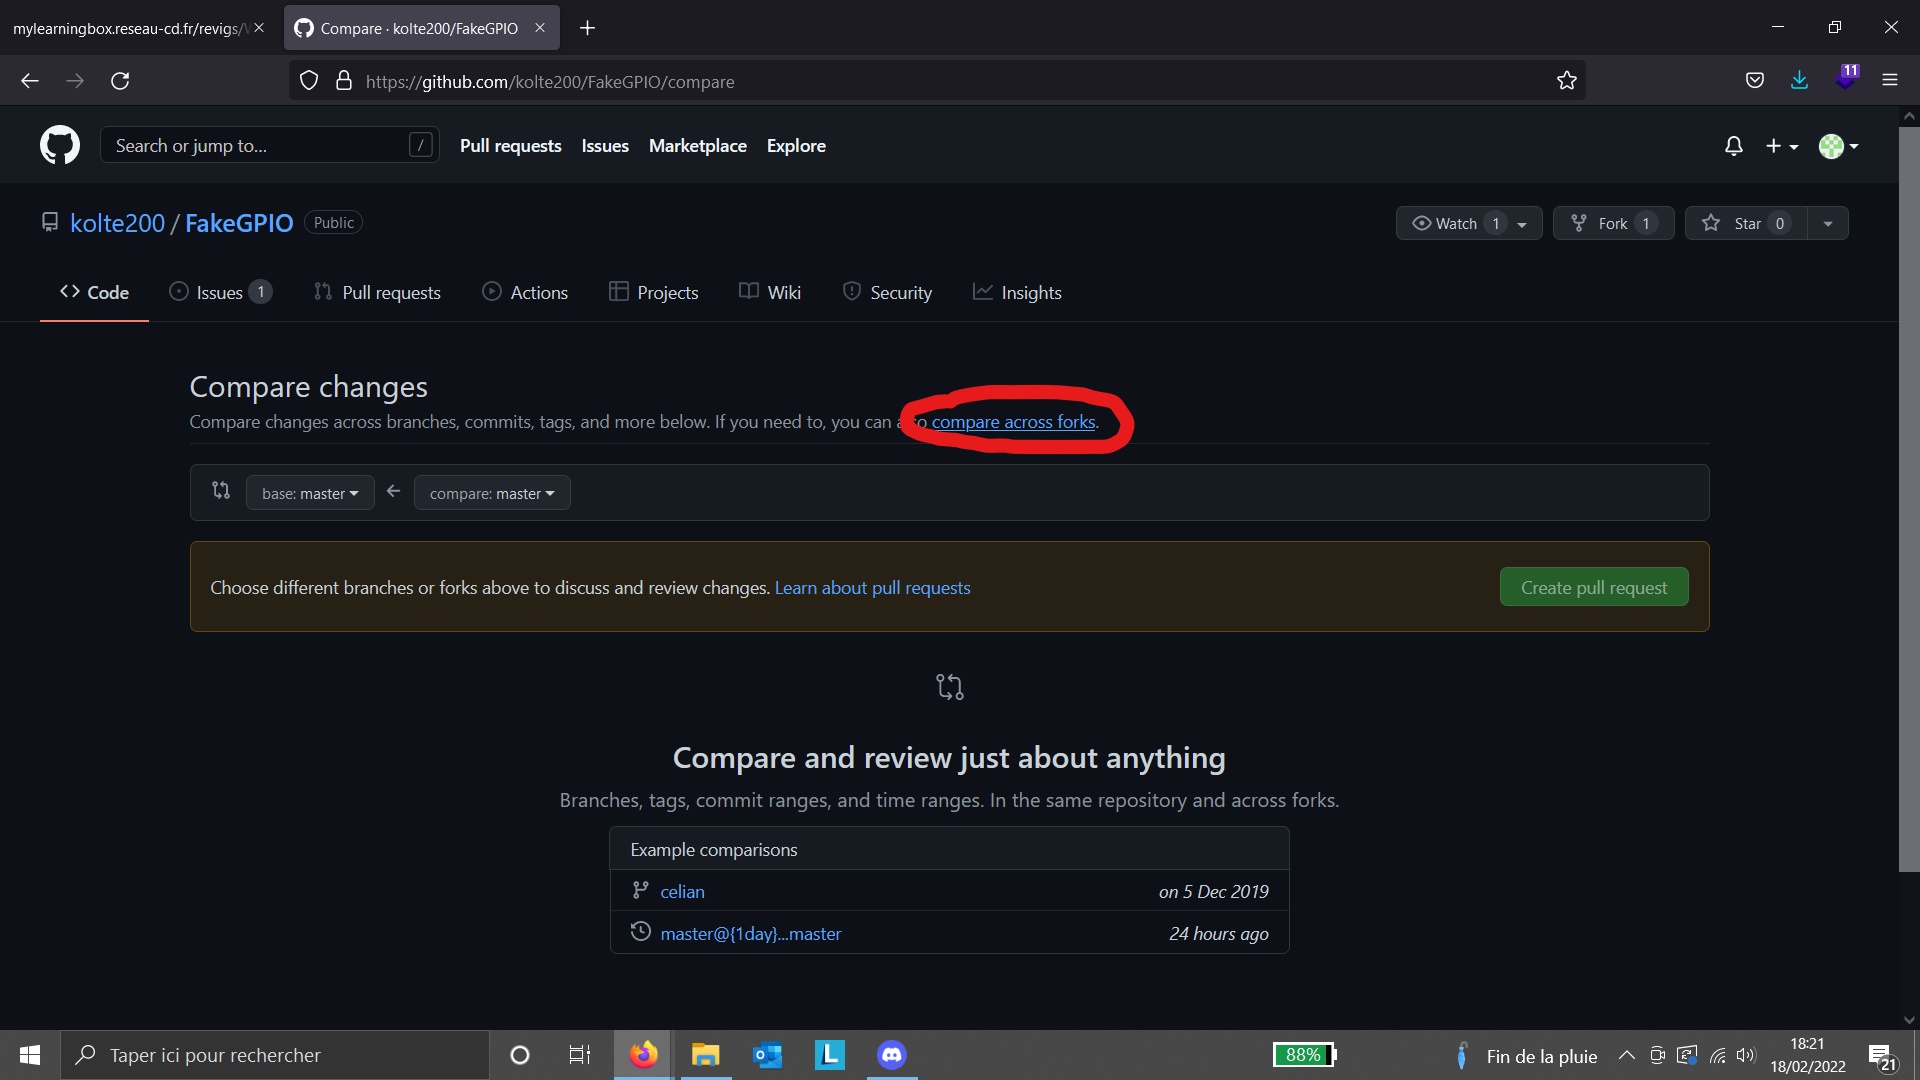 mylearningbox.reseau-cd.fr/revigs/
Compare · kolte200/FakeGPIO
https://github.com/kolte200/FakeGPIO/compare
11
Search or jump to...
/
Pull requests
Issues
Marketplace
Explore
kolte200 / FakeGPIO
Public
Watch 1
Fork 1
Star 0
Code
Issues 1
Pull requests
Actions
Projects
Wiki
Security
Insights
Compare changes
Compare changes across branches, commits, tags, and more below. If you need to, you can also compare across forks.
base: master
compare: master
Choose different branches or forks above to discuss and review changes. Learn about pull requests
Create pull request
Compare and review just about anything
Branches, tags, commit ranges, and time ranges. In the same repository and across forks.
Example comparisons
celian
on 5 Dec 2019
master@{1day}...master
24 hours ago
Taper ici pour rechercher
L
88%
Fin de la pluie
18:21
18/02/2022
21